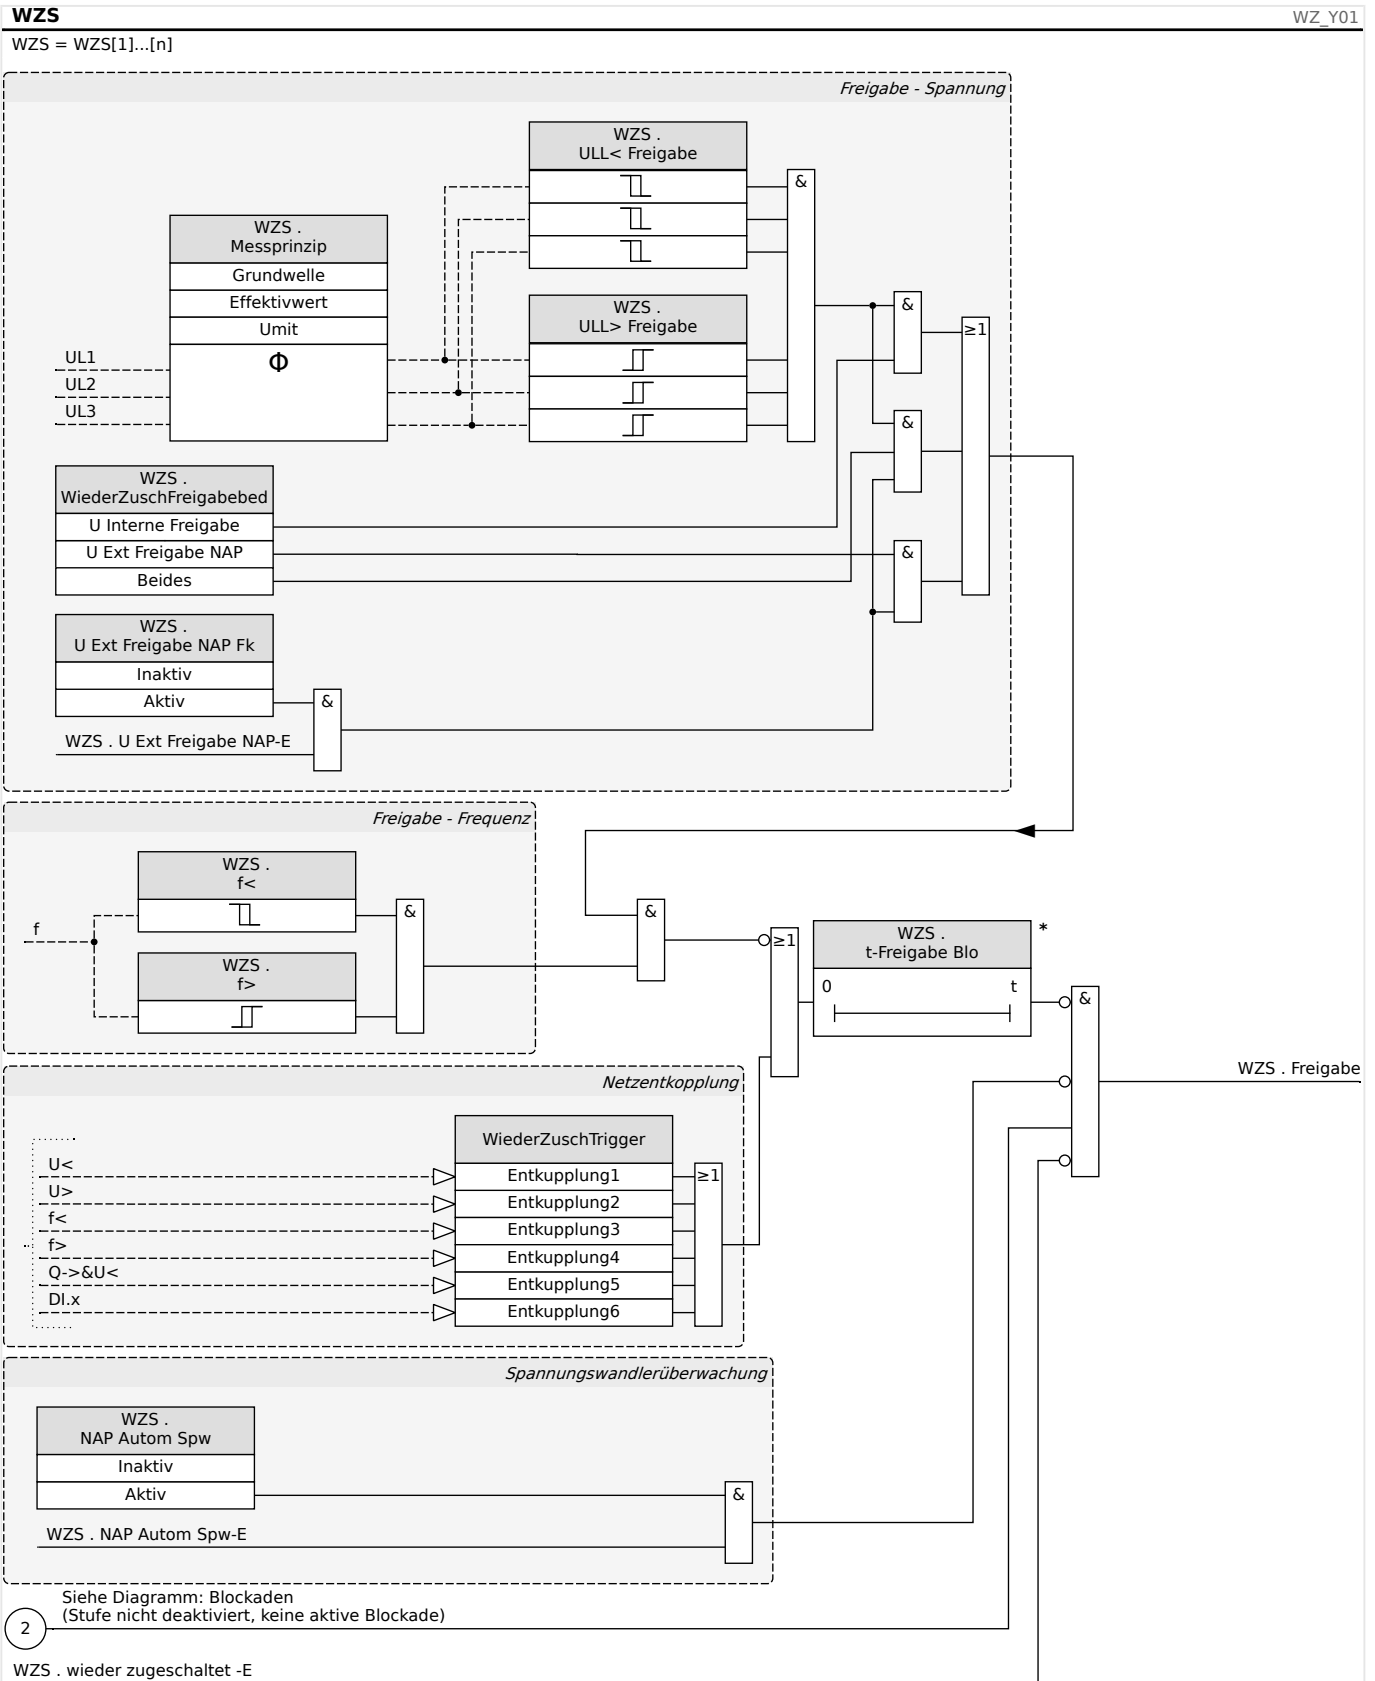 WZS
WZ_Y01
WZS = WZS[1]...[n]
Freigabe - Spannung
WZS .
ULL< Freigabe
&
WZS .
Messprinzip
Grundwelle
Effektivwert
Umit
Φ
UL1
UL2
UL3
WZS .
ULL> Freigabe
&
≥1
&
WZS .
WiederZuschFreigabebed
U Interne Freigabe
U Ext Freigabe NAP
Beides
&
WZS .
U Ext Freigabe NAP Fk
Inaktiv
Aktiv
&
WZS . U Ext Freigabe NAP-E
Freigabe - Frequenz
WZS .
f<
f
WZS .
f>
&
&
≥1
WZS .
t-Freigabe Blo
*
0
t
&
WZS . Freigabe
Netzentkopplung
WiederZuschTrigger
U<
Entkupplung1
≥1
U>
Entkupplung2
f<
Entkupplung3
f>
Entkupplung4
Q->&U<
Entkupplung5
DI.x
Entkupplung6
Spannungswandlerüberwachung
WZS .
NAP Autom Spw
Inaktiv
Aktiv
&
WZS . NAP Autom Spw-E
Siehe Diagramm: Blockaden
(Stufe nicht deaktiviert, keine aktive Blockade)
2
WZS . wieder zugeschaltet -E